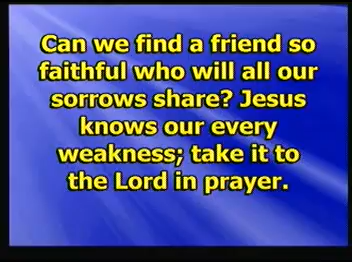 Can we find a friend so
faithful who will all our
sorrows share? Jesus
knows our every
weakness; take it to
the Lord in prayer.